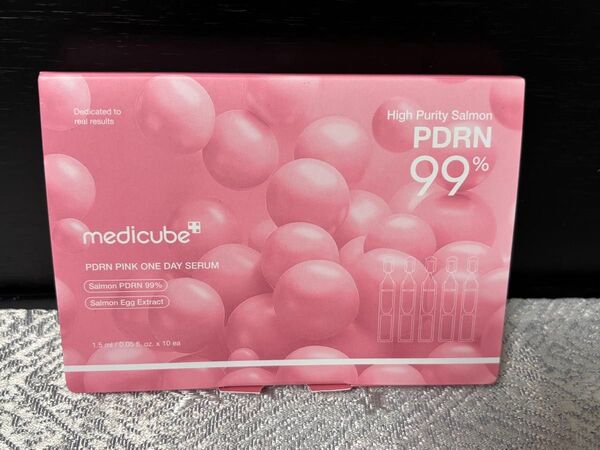 Dedicated to
real results
High Purity Salmon
PDRN
99%
medicube
PDRN PINK ONE DAY SERUM
Salmon PDRN 99%
Salmon Egg Extract
1.5 ml / 0.05 fl. oz. x 10 ea